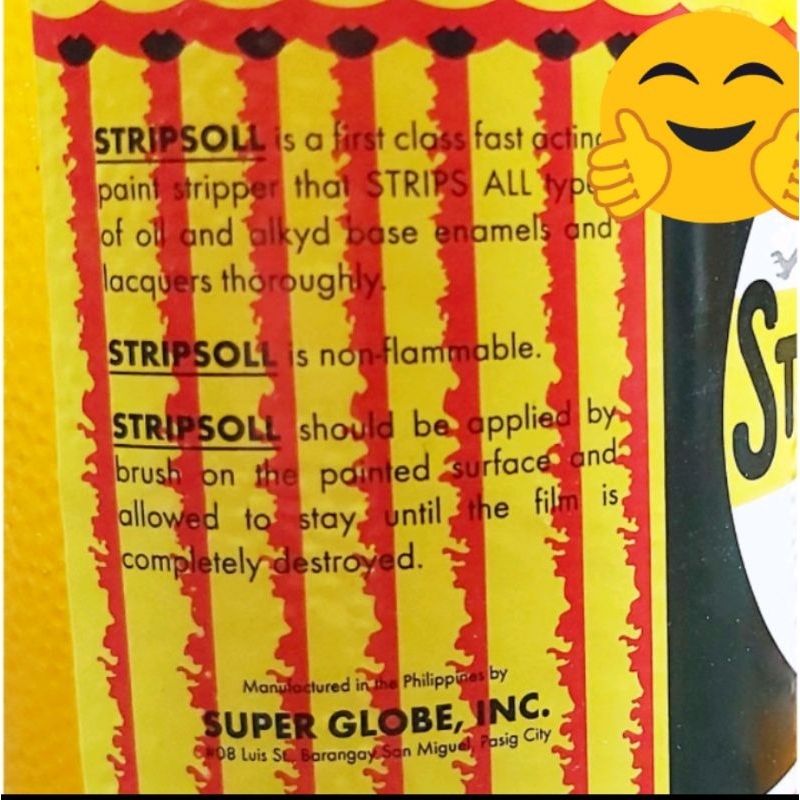 STRIPSOLL is a first class fast acting
paint stripper that STRIPS ALL
of oil and alkyd base enamels and
lacquers thoroughly.
STRIPSOLL is non-flammable.
STRIPSOLL should be applied by
brush on the painted surface and
allowed to stay until the film is
completely destroyed.
Manufactured in the Philippines by
SUPER GLOBE, INC.
Luis St., Barangay San Miguel, Pasig City
ST